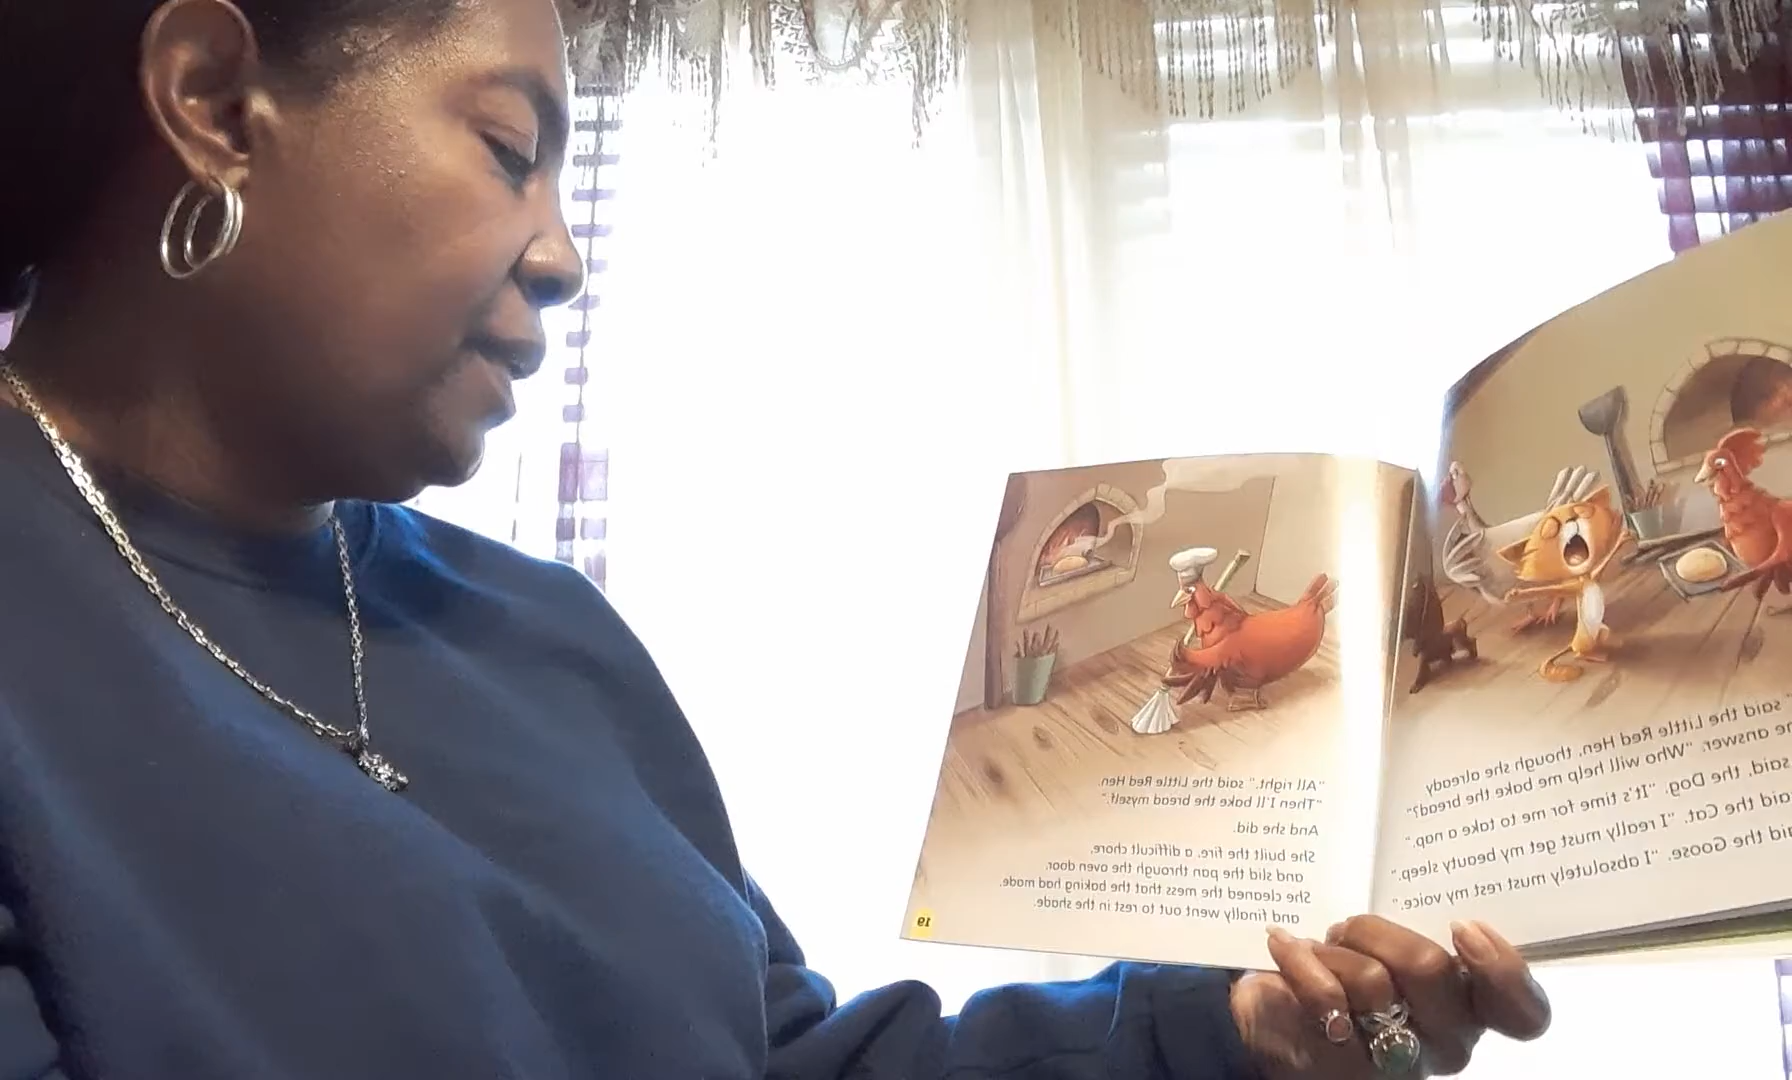 " said the Little Red Hen, though she already
answer. "Who will help me bake the bread?"
said the Dog. "It's time for me to take a nap."
the Cat. "I really must get my beauty sleep."
the Goose. "I absolutely must rest my voice."
"All right," said the Little Red Hen.
"Then I'll bake the bread myself."
And she did.
She built the fire, a difficult chore,
and slid the pan through the oven door.
She cleaned the mess that the baking had made
and finally went out to rest in the shade.
19